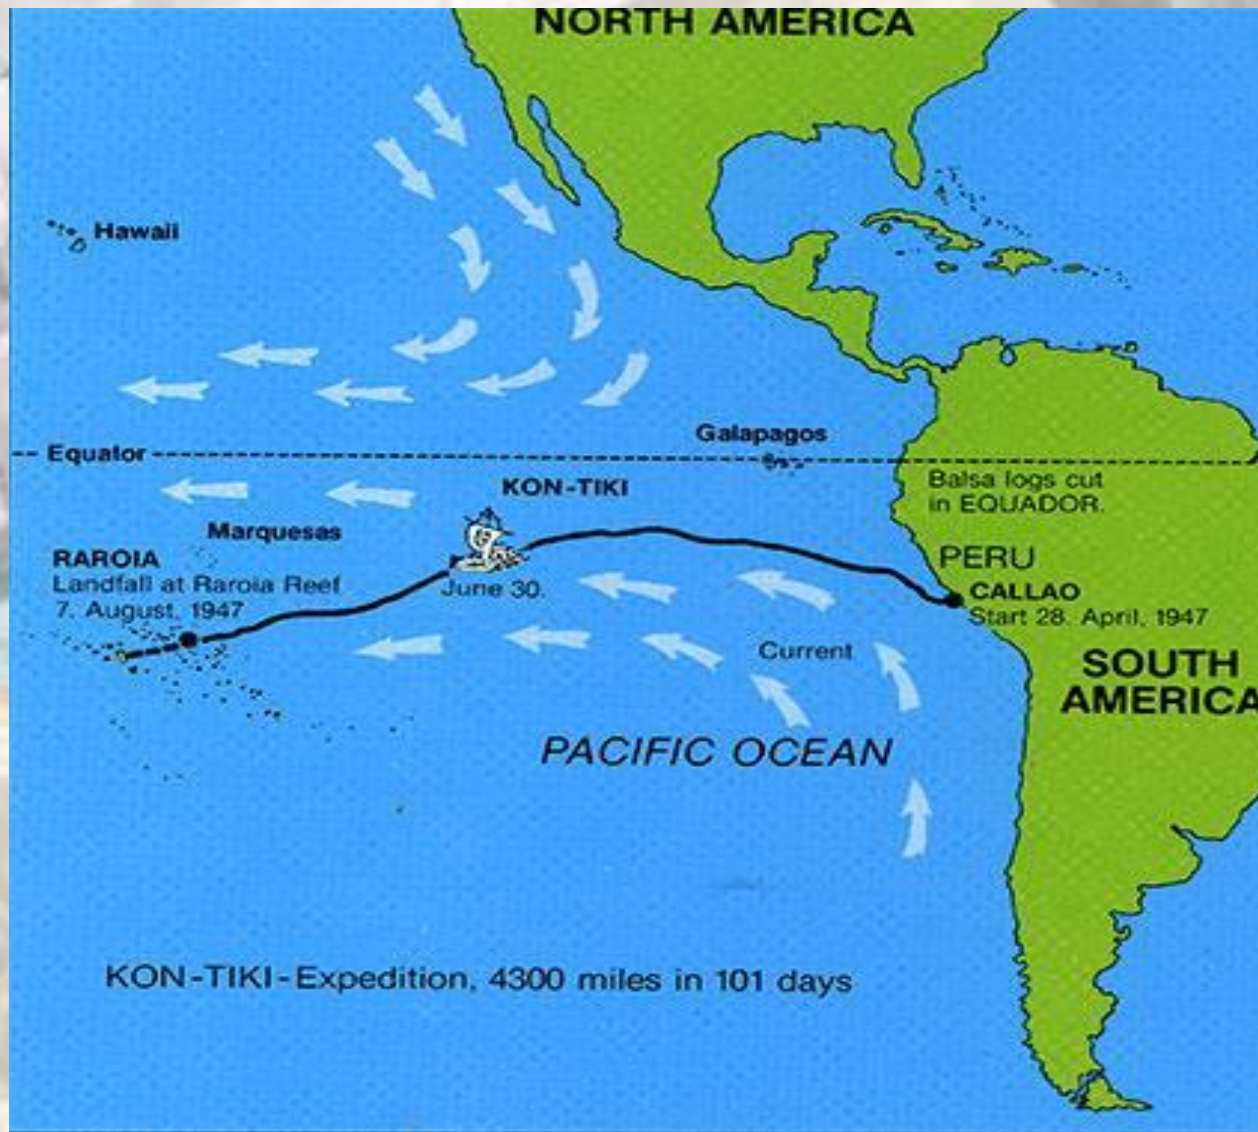 NORTH AMERICA
Hawaii
Galapagos
Equator
Balsa logs cut
in EQUADOR.
KON-TIKI
Marquesas
RAROIA
Landfall at Raroia Reef
7. August, 1947
June 30.
PERU
CALLAO
Start 28. April, 1947
Current
SOUTH
AMERICA
PACIFIC OCEAN
KON-TIKI-Expedition, 4300 miles in 101 days